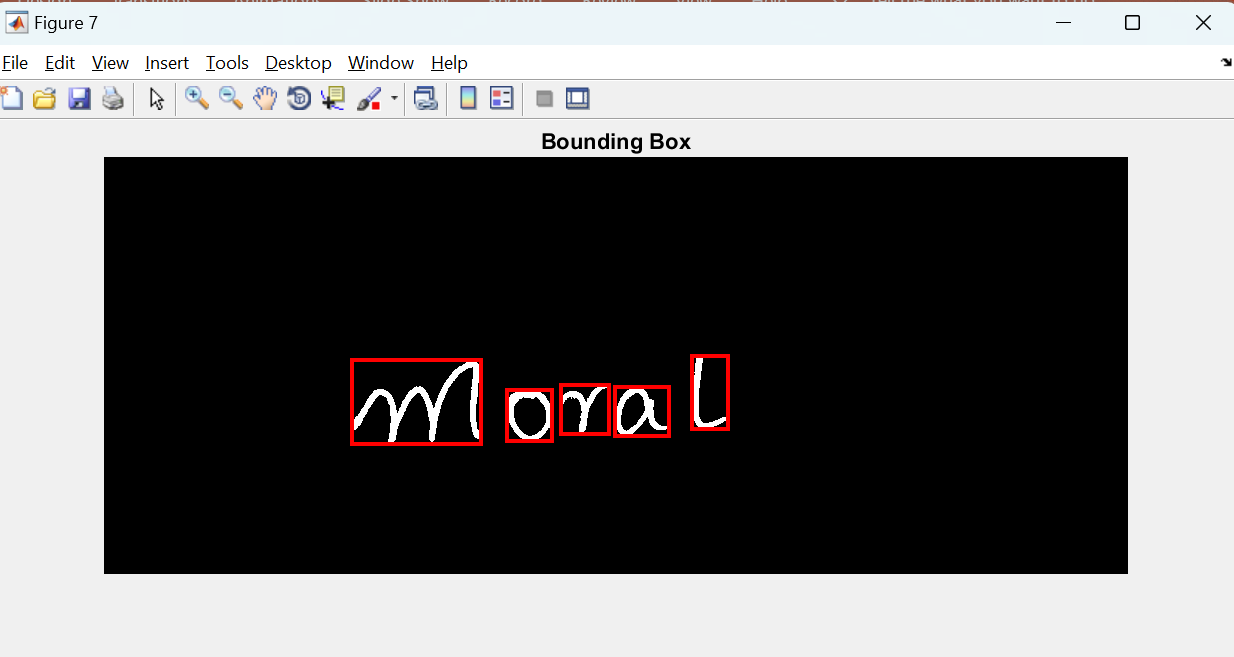 Figure 7
File Edit View Insert Tools Desktop Window Help
Bounding Box
Moral